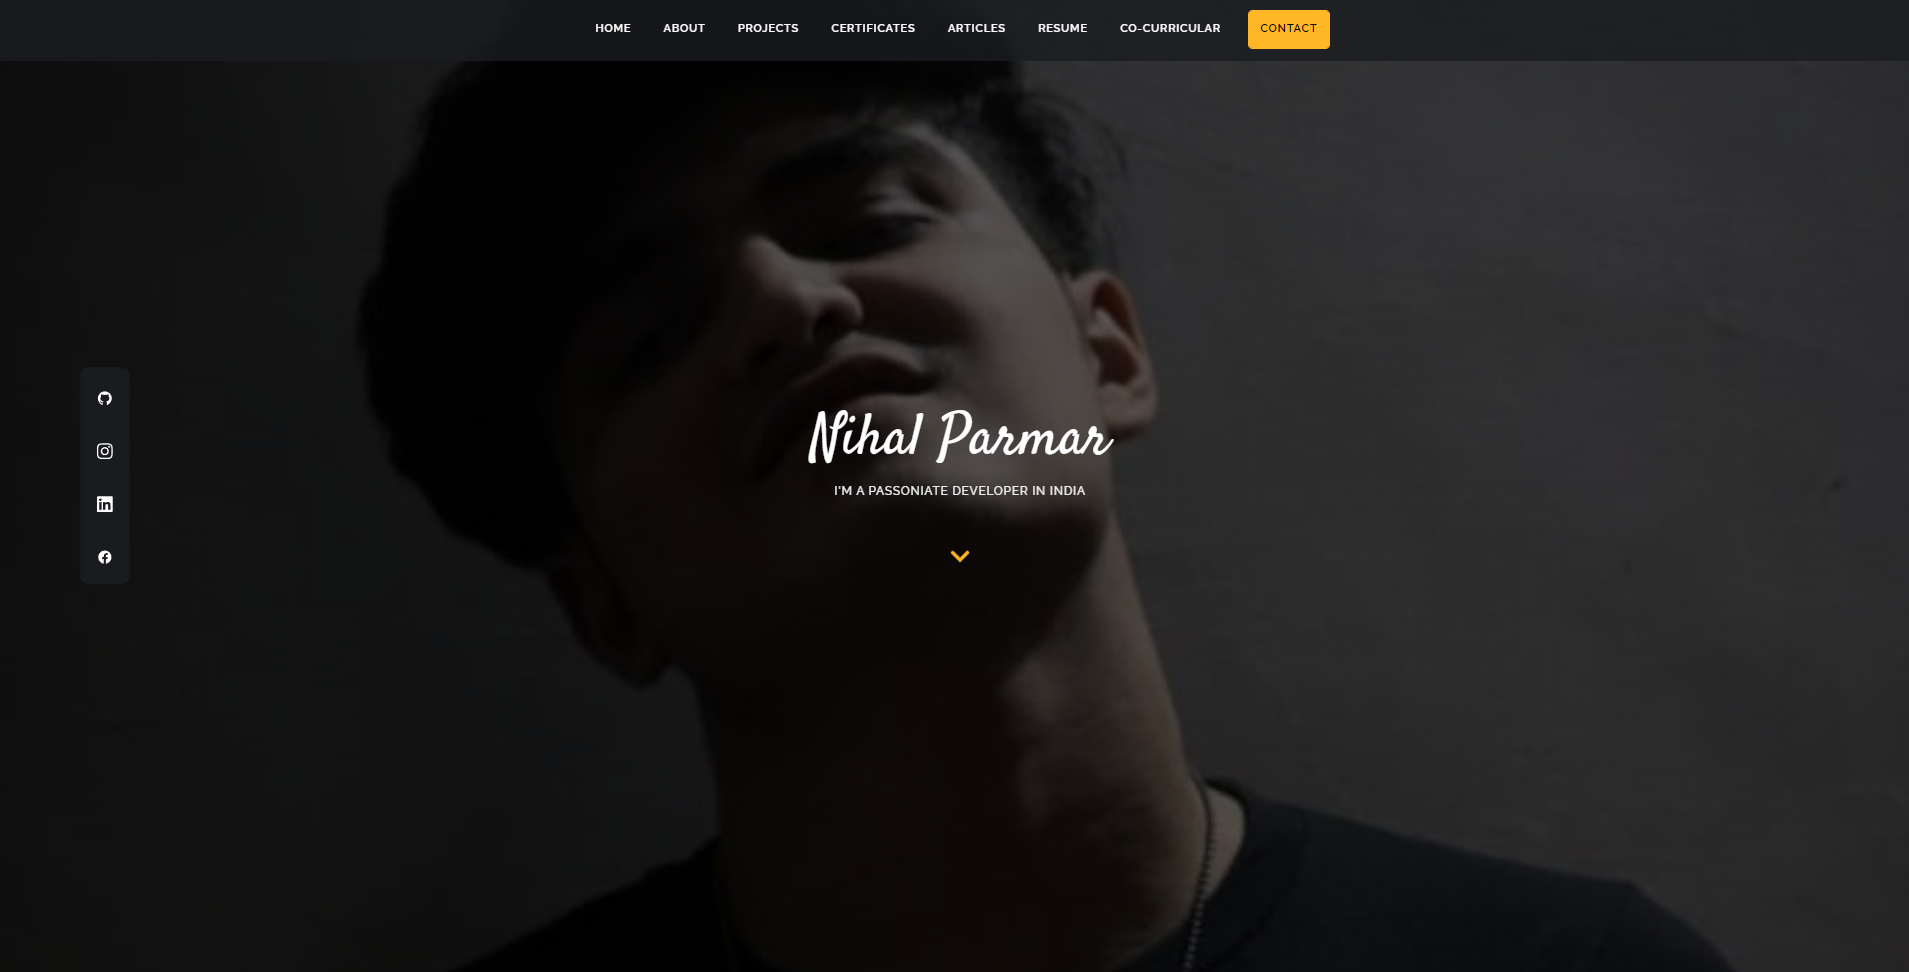 HOME ABOUT PROJECTS CERTIFICATES ARTICLES RESUME CO-CURRICULAR CONTACT
Nihal Parmar
I'M A PASSONIATE DEVELOPER IN INDIA